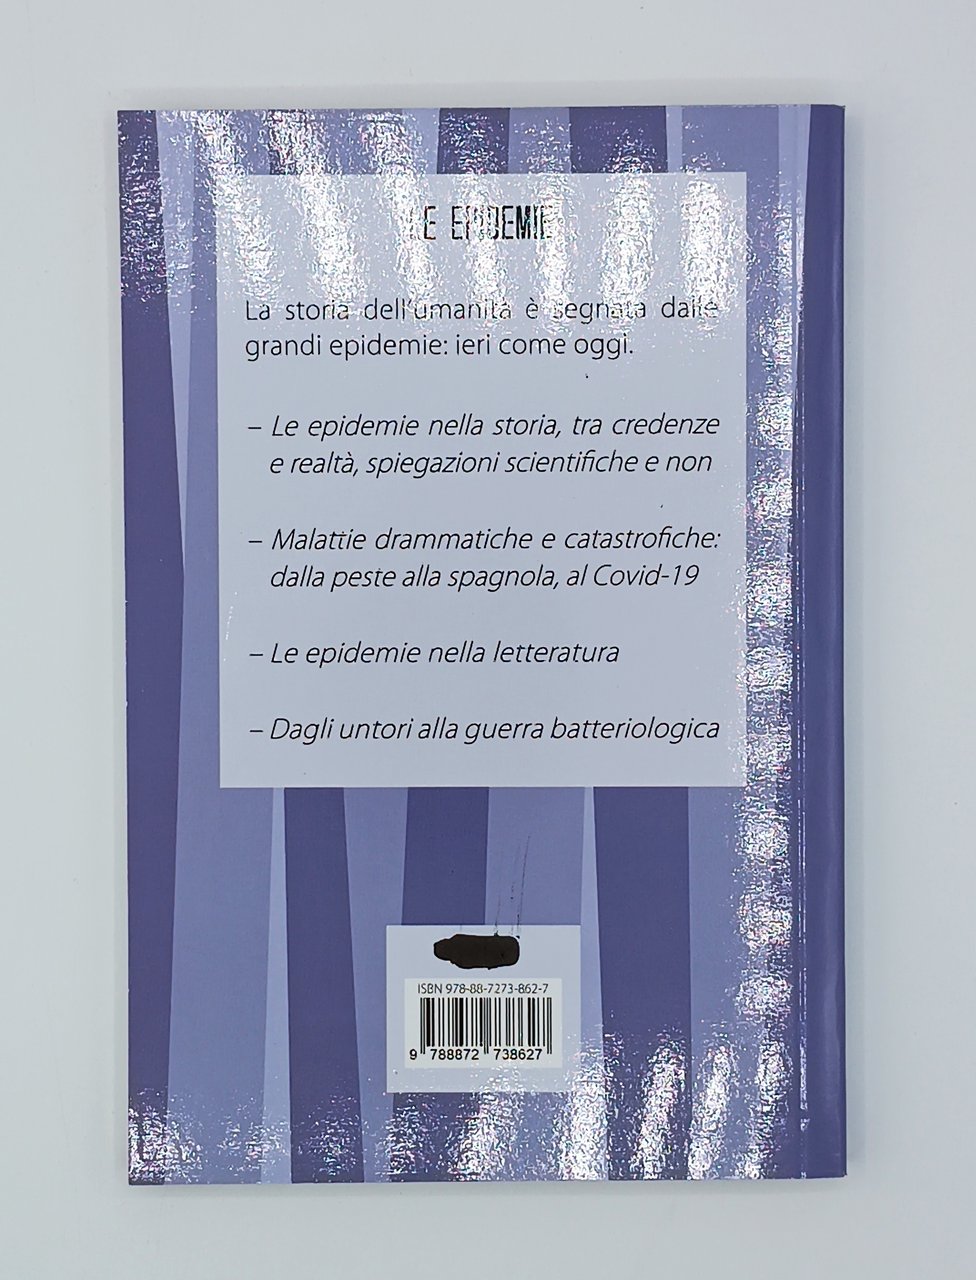 LE EPIDEMIE
La storia dell'umanità è segnata dalle
grandi epidemie: ieri come oggi.
– Le epidemie nella storia, tra credenze
e realtà, spiegazioni scientifiche e non
– Malattie drammatiche e catastrofiche:
dalla peste alla spagnola, al Covid-19
– Le epidemie nella letteratura
– Dagli untori alla guerra batteriologica
ISBN 978-88-7273-862-7
9 788872 738627